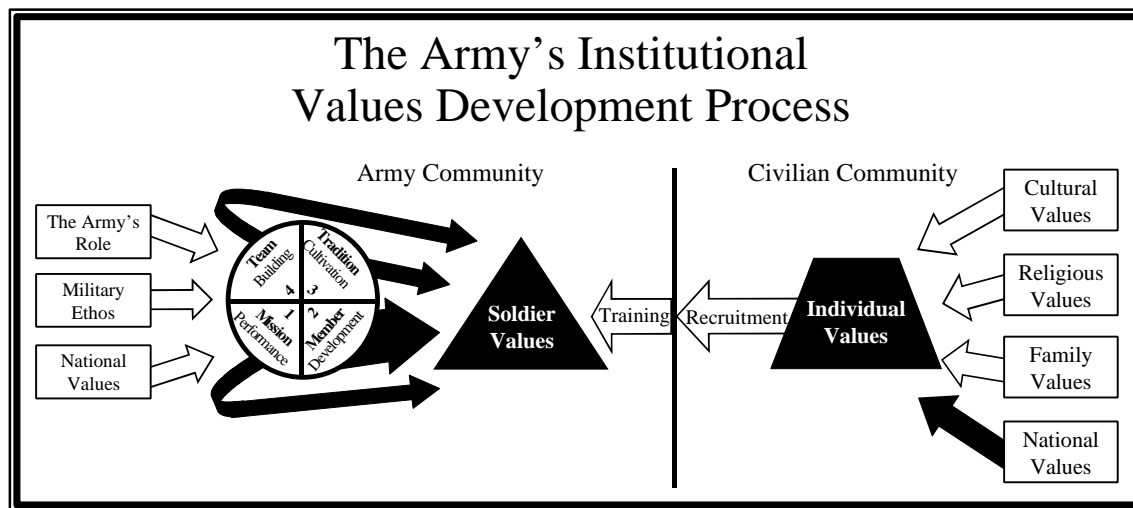 The Army’s Institutional
Values Development Process
Army Community
Civilian Community
The Army's
Role
Military
Ethos
National
Values
Team
Building
4
Tradition
Cultivation
3
1
Mission
Performance
2
Member
Development
Soldier
Values
Training
Recruitment
Individual
Values
Cultural
Values
Religious
Values
Family
Values
National
Values